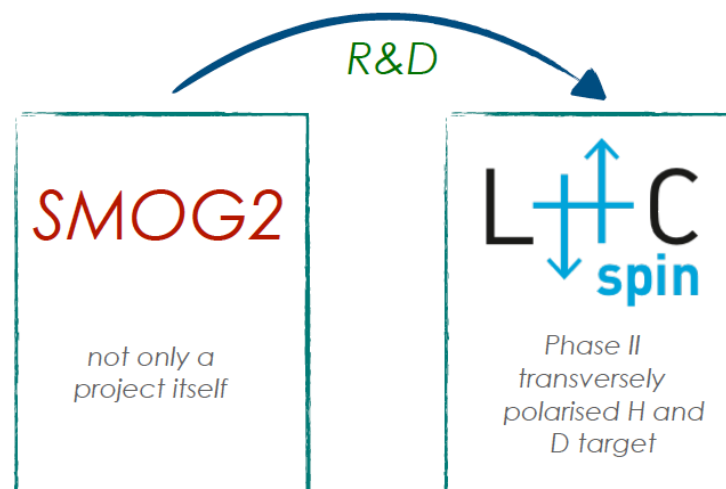 R&D
SMOG2
LHC
spin
not only a
project itself
Phase II
transversely
polarised H and
D target